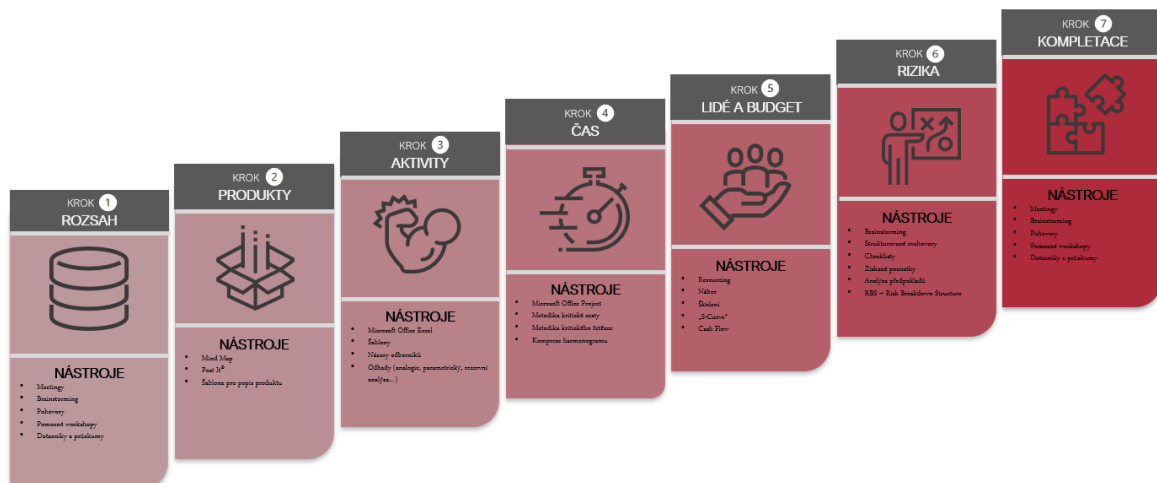 KROK 1
ROZSAH
NÁSTROJE
Meetingy
Brainstorming
Pohovory
Pomocné workshopy
Dotazníky a průzkumy
KROK 2
PRODUKTY
NÁSTROJE
Mind Map
Post It®
Šablona pro popis produktu
KROK 3
AKTIVITY
NÁSTROJE
Microsoft Office Excel
Šablony
Názory odborníků
Odhady (analogie, parametrický, rezervní
analýza...)
KROK 4
ČAS
NÁSTROJE
Microsoft Office Project
Metodika kritické cesty
Metodika kritického řetězce
Komprese harmonogramu
KROK 5
LIDÉ A BUDGET
NÁSTROJE
Resourcing
Nábor
Školení
„S-Curve"
Cash Flow
KROK 6
RIZIKA
NÁSTROJE
Brainstorming
Strukturované rozhovory
Checklisty
Získané poznatky
Analýza předpokladů
RBS – Risk Breakdown Structure
KROK 7
KOMPLETACE
NÁSTROJE
Meetingy
Brainstorming
Pohovory
Pomocné workshopy
Dotazníky a průzkumy